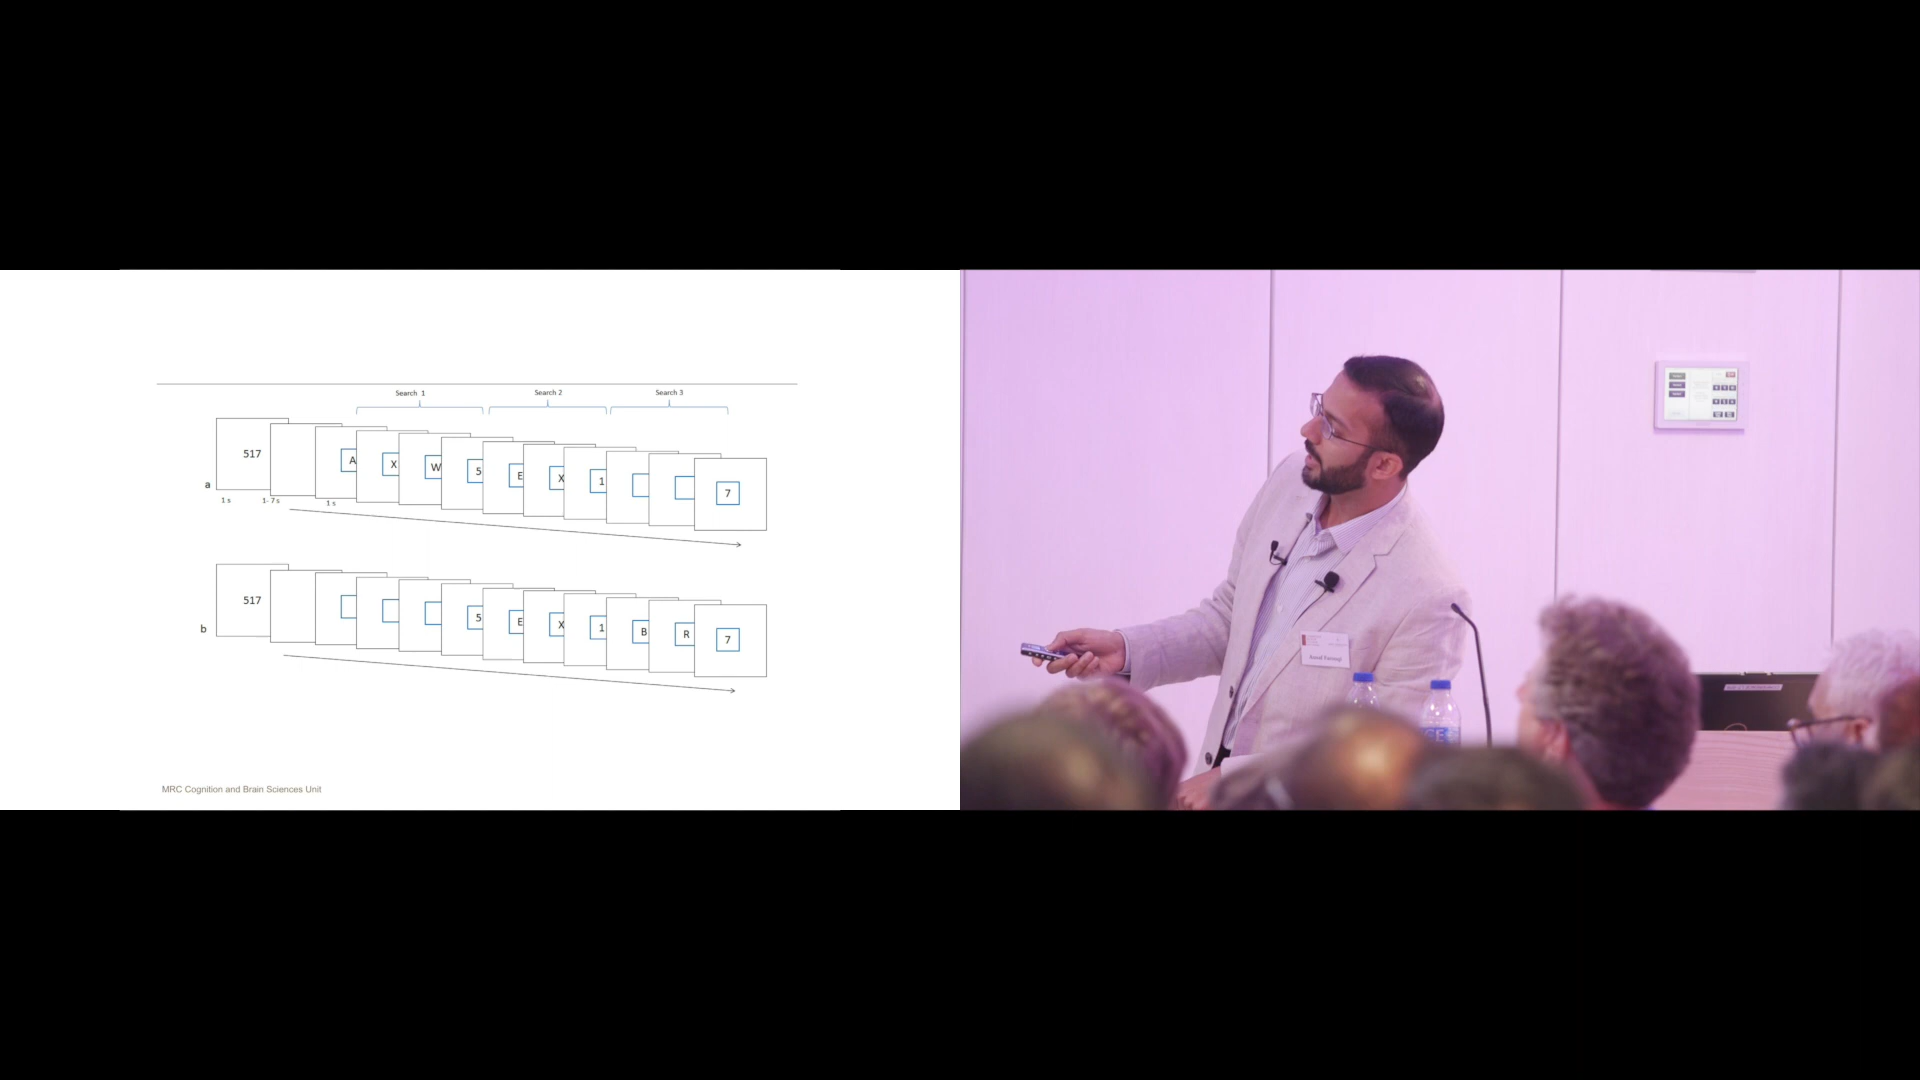 Search 1
Search 2
Search 3
517
A
X
W
5
E
X
1
7
a
1 s
1- 7 s
1 s
517
5
E
X
1
B
R
7
b
MRC Cognition and Brain Sciences Unit